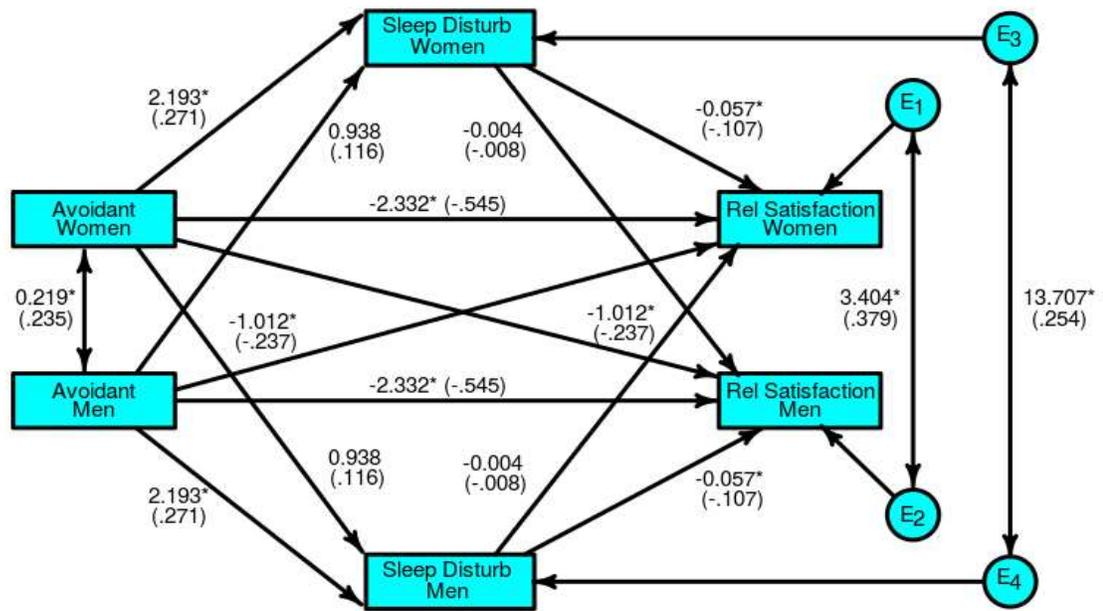 Sleep Disturb
Women
E3
E1
2.193*
(.271)
0.938
(.116)
-0.004
(-.008)
-0.057*
(-.107)
Avoidant
Women
-2.332* (-.545)
Rel Satisfaction
Women
0.219*
(.235)
-1.012*
(-.237)
-1.012*
(-.237)
3.404*
(.379)
13.707*
(.254)
Avoidant
Men
-2.332* (-.545)
Rel Satisfaction
Men
2.193*
(.271)
0.938
(.116)
-0.004
(-.008)
-0.057*
(-.107)
E2
Sleep Disturb
Men
E4